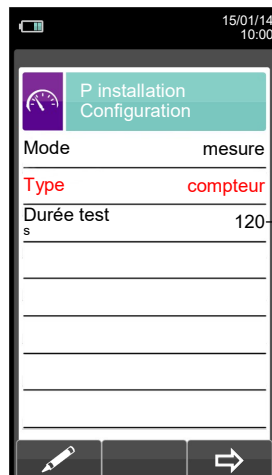 15/01/14
10:00
P installation
Configuration
Mode mesure
Type compteur
Durée test 120
s